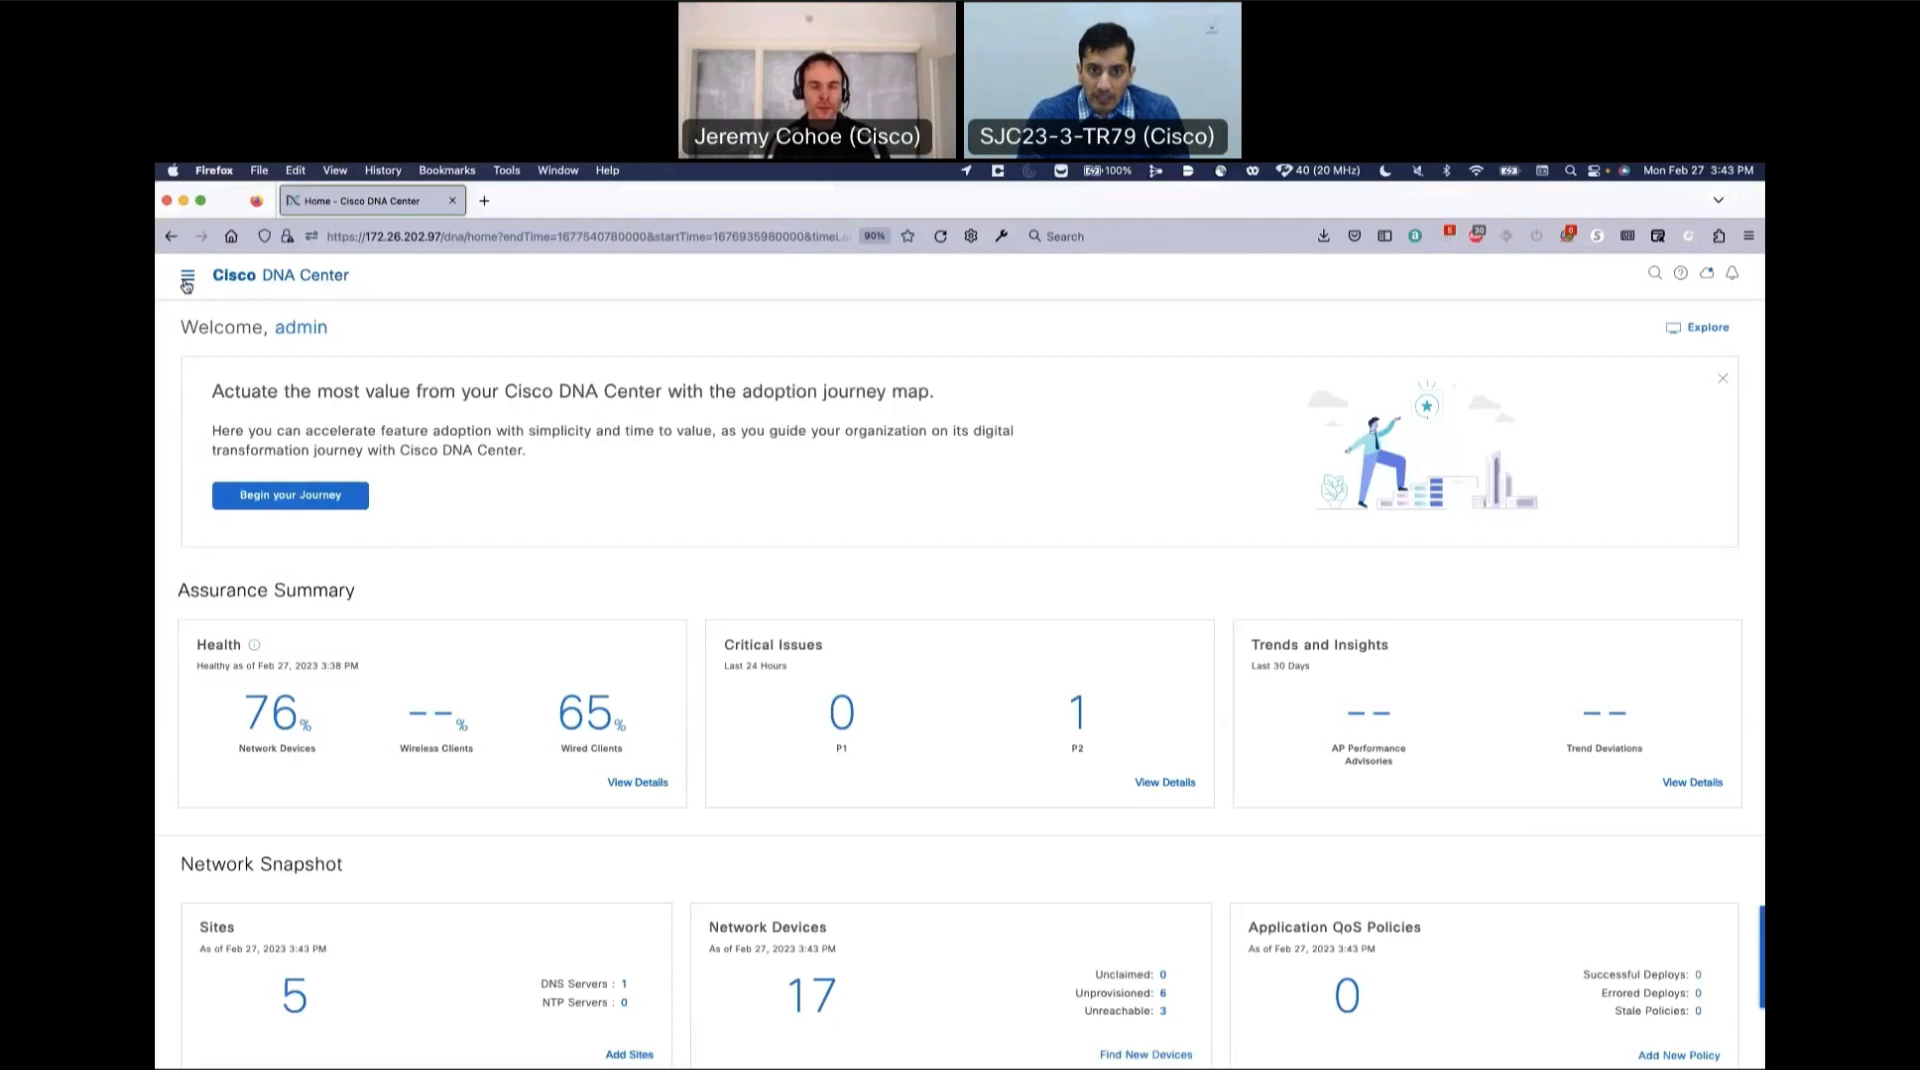 Jeremy Cohoe (Cisco)
SJC23-3-TR79 (Cisco)
Firefox File Edit View History Bookmarks Tools Window Help
100%
40 (20 MHz)
Mon Feb 27 3:43 PM
Home - Cisco DNA Center
https://172.26.202.97/dna/home?endTime=1677540780000&startTime=1676935980000&timeL
90%
Search
Cisco DNA Center
Welcome, admin
Explore
Actuate the most value from your Cisco DNA Center with the adoption journey map.
Here you can accelerate feature adoption with simplicity and time to value, as you guide your organization on its digital
transformation journey with Cisco DNA Center.
Begin your Journey
Assurance Summary
Health
Healthy as of Feb 27, 2023 3:38 PM
76% --% 65%
Network Devices Wireless Clients Wired Clients
View Details
Critical Issues
Last 24 Hours
0 1
P1 P2
View Details
Trends and Insights
Last 30 Days
-- --
AP Performance
Advisories
Trend Deviations
View Details
Network Snapshot
Sites
As of Feb 27, 2023 3:43 PM
5
DNS Servers : 1
NTP Servers : 0
Add Sites
Network Devices
As of Feb 27, 2023 3:43 PM
17
Unclaimed: 0
Unprovisioned: 6
Unreachable: 3
Find New Devices
Application QoS Policies
As of Feb 27, 2023 3:43 PM
0
Successful Deploys: 0
Errored Deploys: 0
Stale Policies: 0
Add New Policy